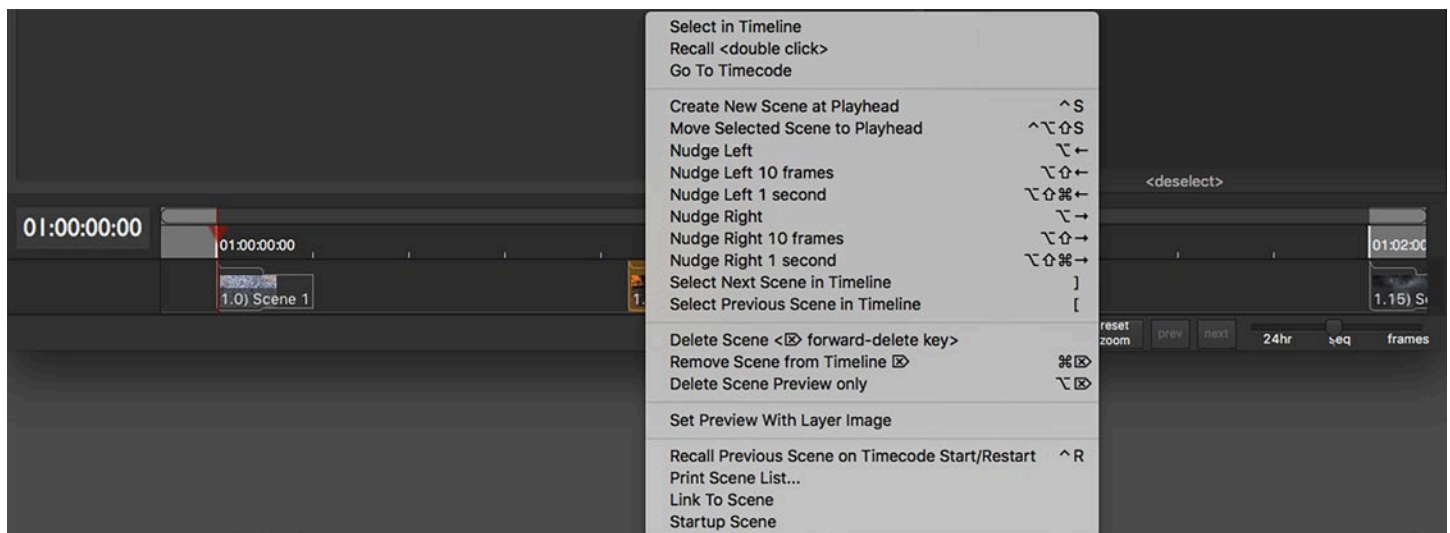 Select in Timeline
Recall <double click>
Go To Timecode
Create New Scene at Playhead ^S
Move Selected Scene to Playhead ^⌥⇧S
Nudge Left ⌥←
Nudge Left 10 frames ⌥⇧←
Nudge Left 1 second ⌥⇧⌘←
Nudge Right ⌥→
Nudge Right 10 frames ⌥⇧→
Nudge Right 1 second ⌥⇧⌘→
Select Next Scene in Timeline ]
Select Previous Scene in Timeline [
Delete Scene <⌦ forward-delete key>
Remove Scene from Timeline ⌦ ⌘⌦
Delete Scene Preview only ⌥⌦
Set Preview With Layer Image
Recall Previous Scene on Timecode Start/Restart ^R
Print Scene List...
Link To Scene
Startup Scene
<deselect>
01:00:00:00
01:00:00:00
01:02:00
1.0) Scene 1
1.
1.15) S
reset
zoom
prev
next
24hr
seq
frames